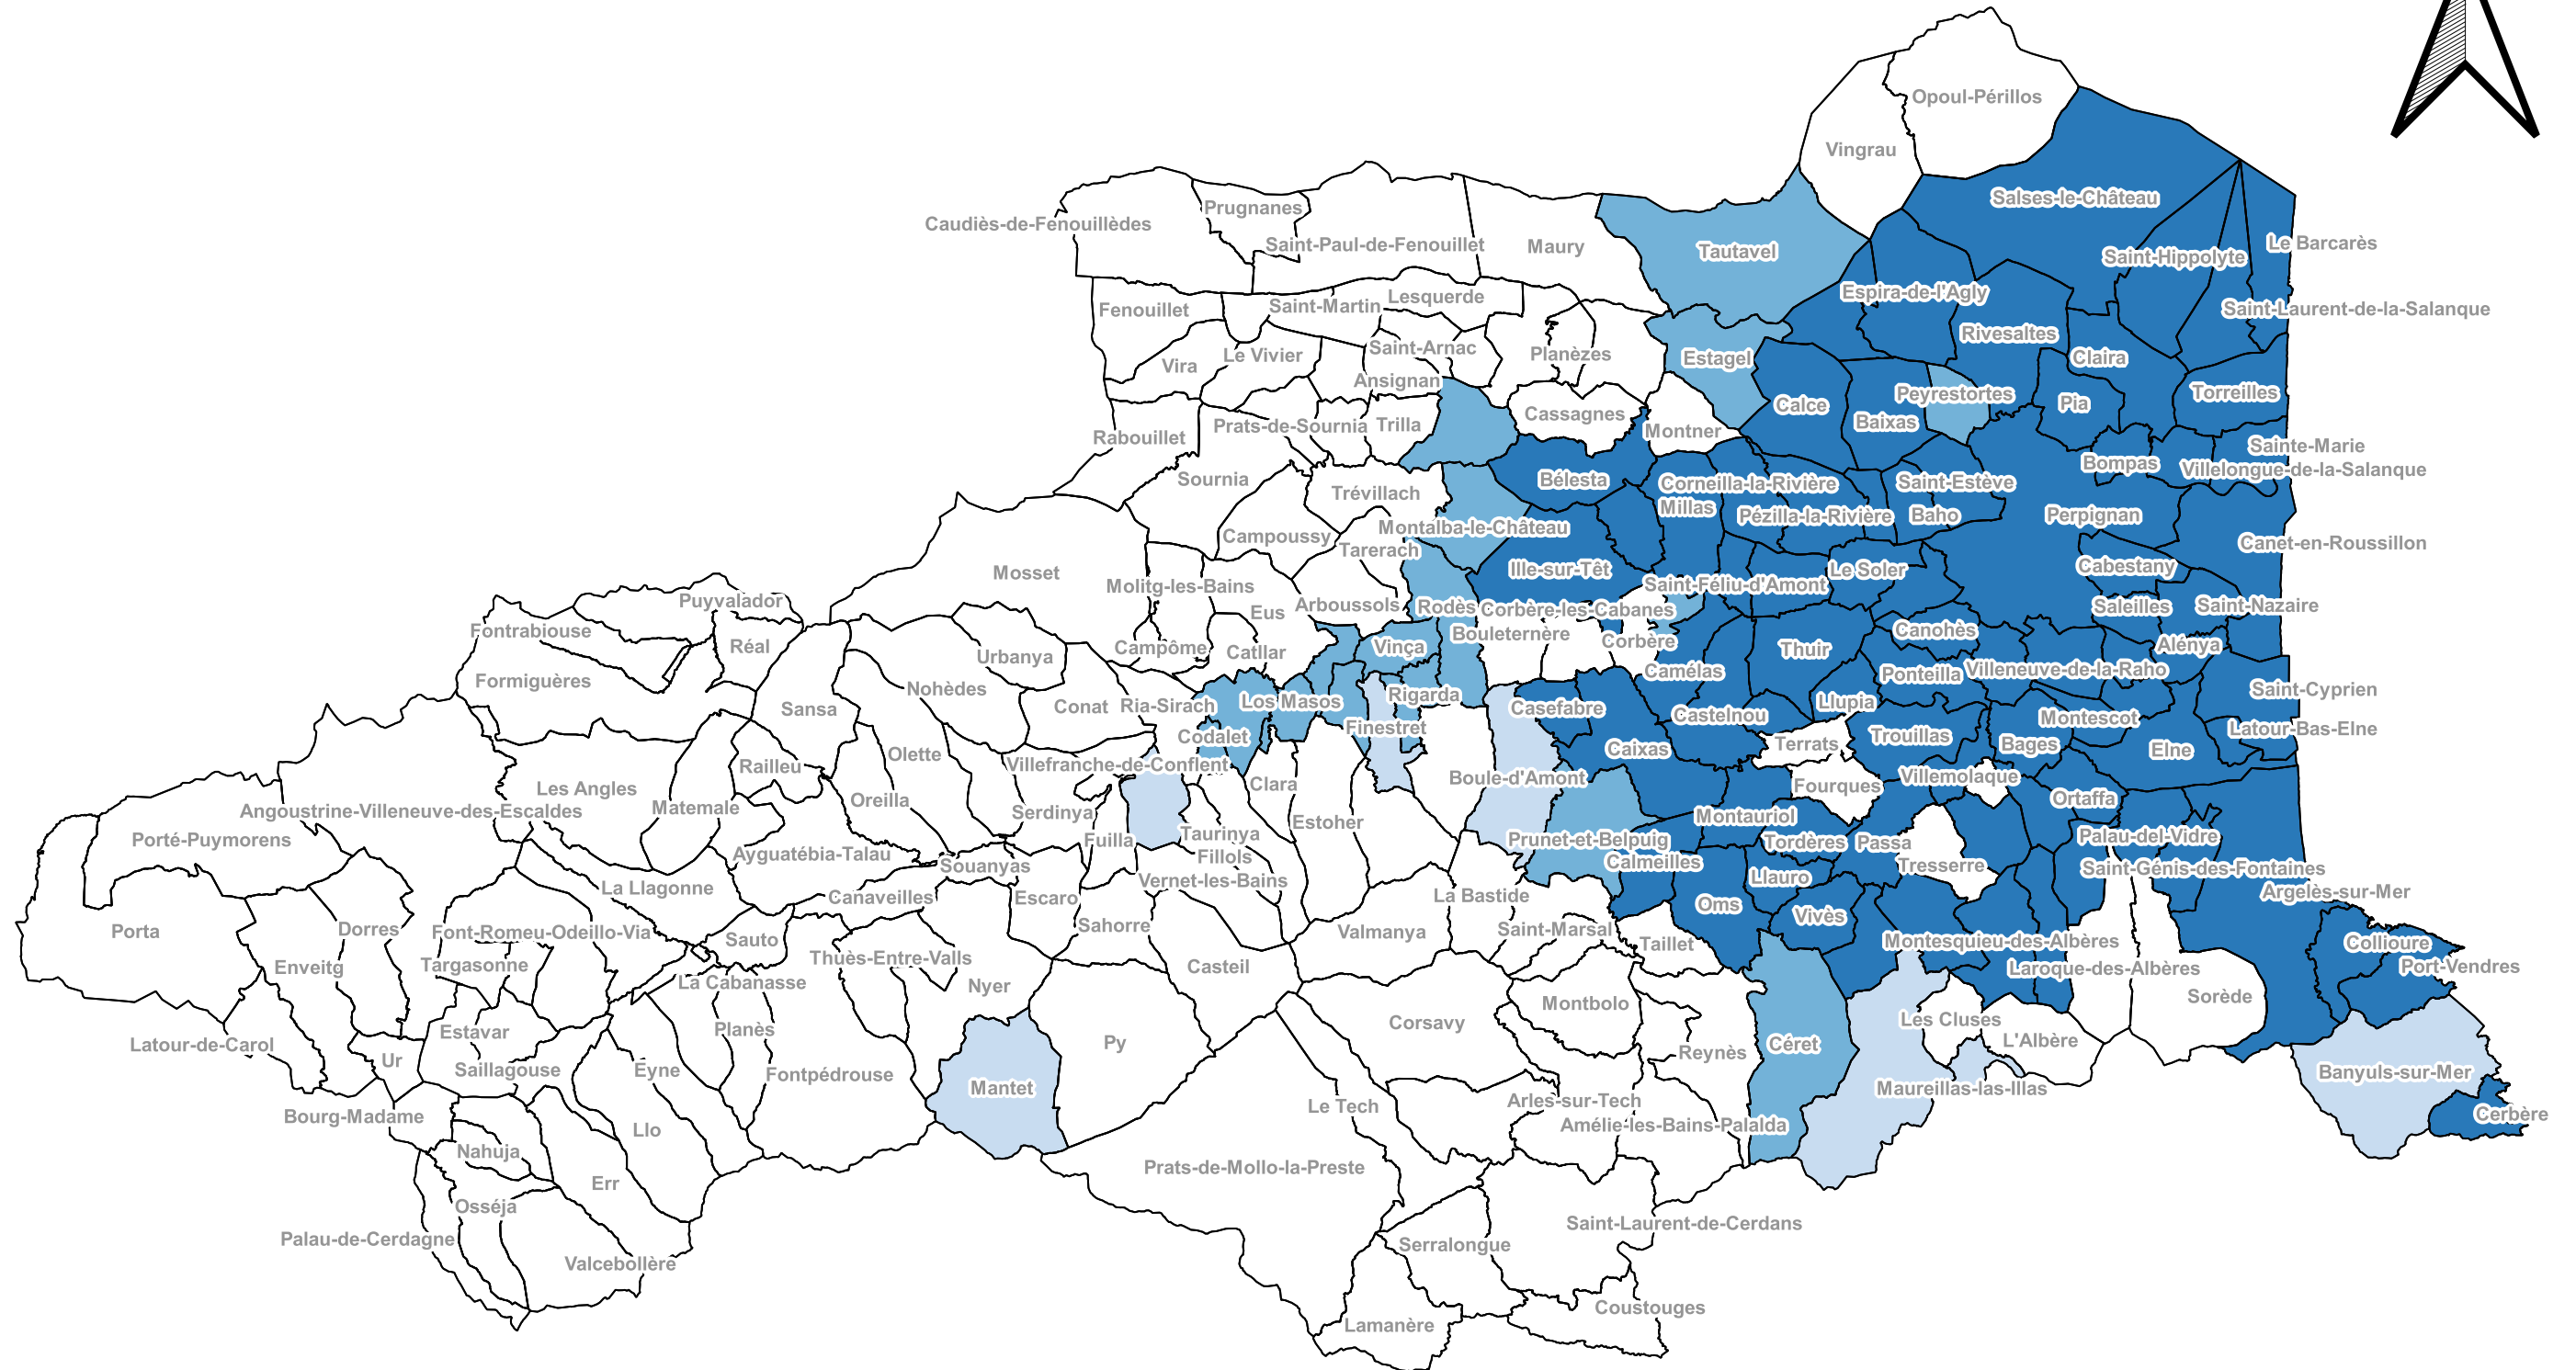 Opoul-Périllos
Vingrau
Salses-le-Château
Prugnanes
Caudiès-de-Fenouillèdes
Saint-Paul-de-Fenouillet
Maury
Tautavel
Le Barcarès
Saint-Hippolyte
Espira-de-l'Agly
Lesquerde
Saint-Martin
Fenouillet
Saint-Laurent-de-la-Salanque
Rivesaltes
Saint-Arnac
Planèzes
Le Vivier
Estagel
Claira
Vira
Ansignan
Peyrestortes
Torreilles
Pia
Calce
Cassagnes
Baixas
Prats-de-Sournia
Trilla
Montner
Rabouillet
Sainte-Marie
Bompas
Villelongue-de-la-Salanque
Sournia
Bélesta
Corneilla-la-Rivière
Saint-Estève
Trévillach
Millas
Pézilla-la-Rivière
Baho
Perpignan
Montalba-le-Château
Campoussy
Tarerach
Canet-en-Roussillon
Mosset
Ille-sur-Têt
Le Soler
Cabestany
Molitg-les-Bains
Saint-Féliu-d'Amont
Puyvalador
Eus
Arboussols
Rodès
Corbère-les-Cabanes
Saleilles
Saint-Nazaire
Fontrabiouse
Bouleternère
Canohès
Réal
Campôme
Catllar
Vinça
Corbère
Thuir
Alénya
Urbanya
Camélas
Ponteilla
Villeneuve-de-la-Raho
Formiguères
Nohèdes
Rigarda
Saint-Cyprien
Conat
Ria-Sirach
Los Masos
Llupia
Sansa
Casefabre
Castelnou
Montescot
Finestret
Latour-Bas-Elne
Codalet
Trouillas
Terrats
Bages
Caixas
Elne
Olette
Railleu
Villefranche-de-Conflent
Boule-d'Amont
Villemolaque
Clara
Fourques
Les Angles
Oreilla
Ortaffa
Matemale
Angoustrine-Villeneuve-des-Escaldes
Serdinya
Montauriol
Estoher
Taurinya
Palau-del-Vidre
Porté-Puymorens
Fuilla
Prunet-et-Belpuig
Tordères
Passa
Ayguatébia-Talau
Fillols
Calmeilles
Souanyas
Tresserre
Saint-Génis-des-Fontaines
Llauro
Vernet-les-Bains
La Llagonne
Argelès-sur-Mer
Canaveilles
Escaro
La Bastide
Oms
Vivès
Sahorre
Dorres
Saint-Marsal
Porta
Font-Romeu-Odeillo-Via
Valmanya
Sauto
Montesquieu-des-Albères
Collioure
Taillet
Thuès-Entre-Valls
Targasonne
Enveitg
Casteil
Laroque-des-Albères
Port-Vendres
La Cabanasse
Nyer
Sorède
Montbolo
Les Cluses
Corsavy
Planès
Estavar
L'Albère
Py
Céret
Latour-de-Carol
Reynès
Ur
Saillagouse
Eyne
Fontpédrouse
Banyuls-sur-Mer
Mantet
Maureillas-las-Illas
Arles-sur-Tech
Le Tech
Bourg-Madame
Cerbère
Amélie-les-Bains-Palalda
Llo
Nahuja
Prats-de-Mollo-la-Preste
Err
Osséja
Saint-Laurent-de-Cerdans
Palau-de-Cerdagne
Serralongue
Valcebollère
Coustouges
Lamanère